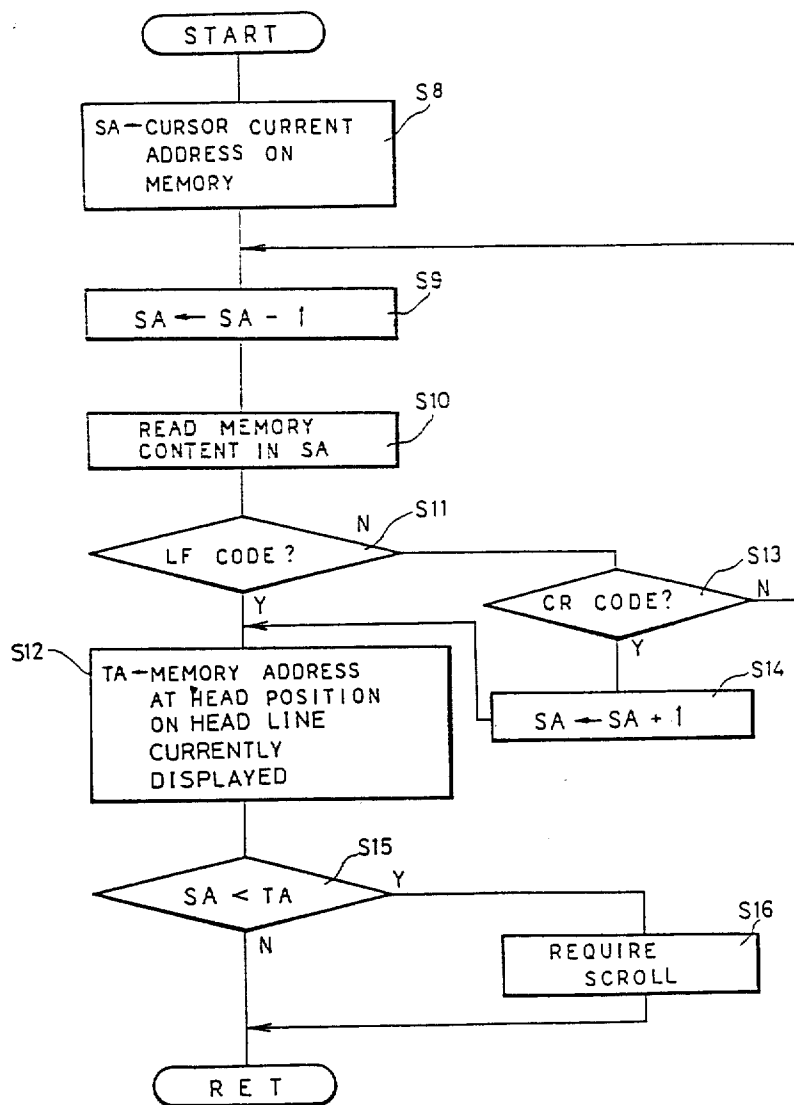 START
S8
SA←CURSOR CURRENT
ADDRESS ON
MEMORY
S9
SA ← SA - 1
S10
READ MEMORY
CONTENT IN SA
S11
LF CODE?
N
Y
S13
CR CODE?
N
Y
S12
TA←MEMORY ADDRESS
AT HEAD POSITION
ON HEAD LINE
CURRENTLY
DISPLAYED
S14
SA ← SA + 1
S15
SA < TA
Y
N
S16
REQUIRE
SCROLL
RET